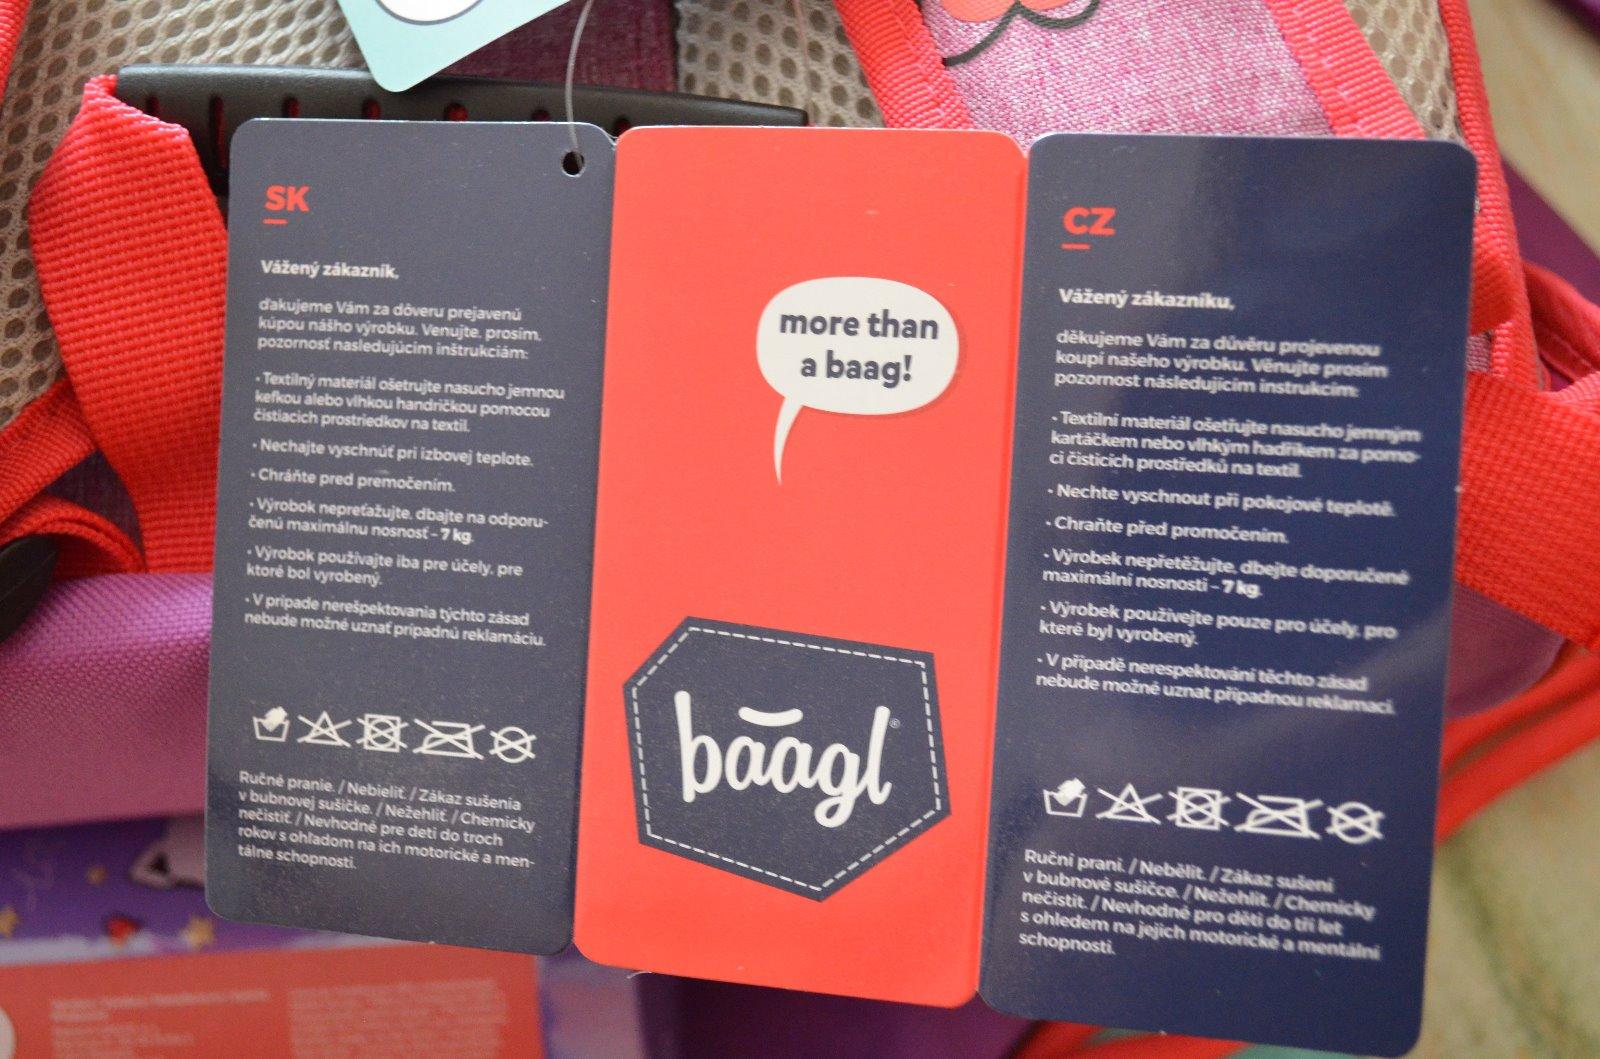 SK
Vážený zákazník,
ďakujeme Vám za dôveru prejavenú
kúpou nášho výrobku. Venujte, prosím,
pozornosť nasledujúcim inštrukciám:
• Textilný materiál ošetrujte nasucho jemnou
kefkou alebo vlhkou handričkou pomocou
čistiacich prostriedkov na textil.
• Nechajte vyschnúť pri izbovej teplote.
• Chráňte pred premočením.
• Výrobok nepreťažujte, dbajte na odporu-
čenú maximálnu nosnosť – 7 kg.
• Výrobok používajte iba pre účely, pre
ktoré bol vyrobený.
• V prípade nerešpektovania týchto zásad
nebude možné uznať prípadnú reklamáciu.
Ručné pranie. / Nebieliť. / Zákaz sušenia
v bubnovej sušičke. / Nežehliť. / Chemicky
nečistiť. / Nevhodné pre deti do troch
rokov s ohľadom na ich motorické a men-
tálne schopnosti.
more than
a baag!
baagl®
CZ
Vážený zákazníku,
děkujeme Vám za důvěru projevenou
koupí našeho výrobku. Věnujte prosím
pozornost následujícím instrukcím:
• Textilní materiál ošetřujte nasucho jemným
kartáčkem nebo vlhkým hadříkem za pomo-
ci čisticích prostředků na textil.
• Nechte vyschnout při pokojové teplotě.
• Chraňte před promočením.
• Výrobek nepřetěžujte, dbejte doporučené
maximální nosnosti – 7 kg.
• Výrobek používejte pouze pro účely, pro
které byl vyrobený.
• V případě nerespektování těchto zásad
nebude možné uznat případnou reklamaci.
Ruční praní. / Nebělit. / Zákaz sušení
v bubnové sušičce. / Nežehlit. / Chemicky
nečistit. / Nevhodné pro děti do tří let
s ohledem na jejich motorické a mentální
schopnosti.